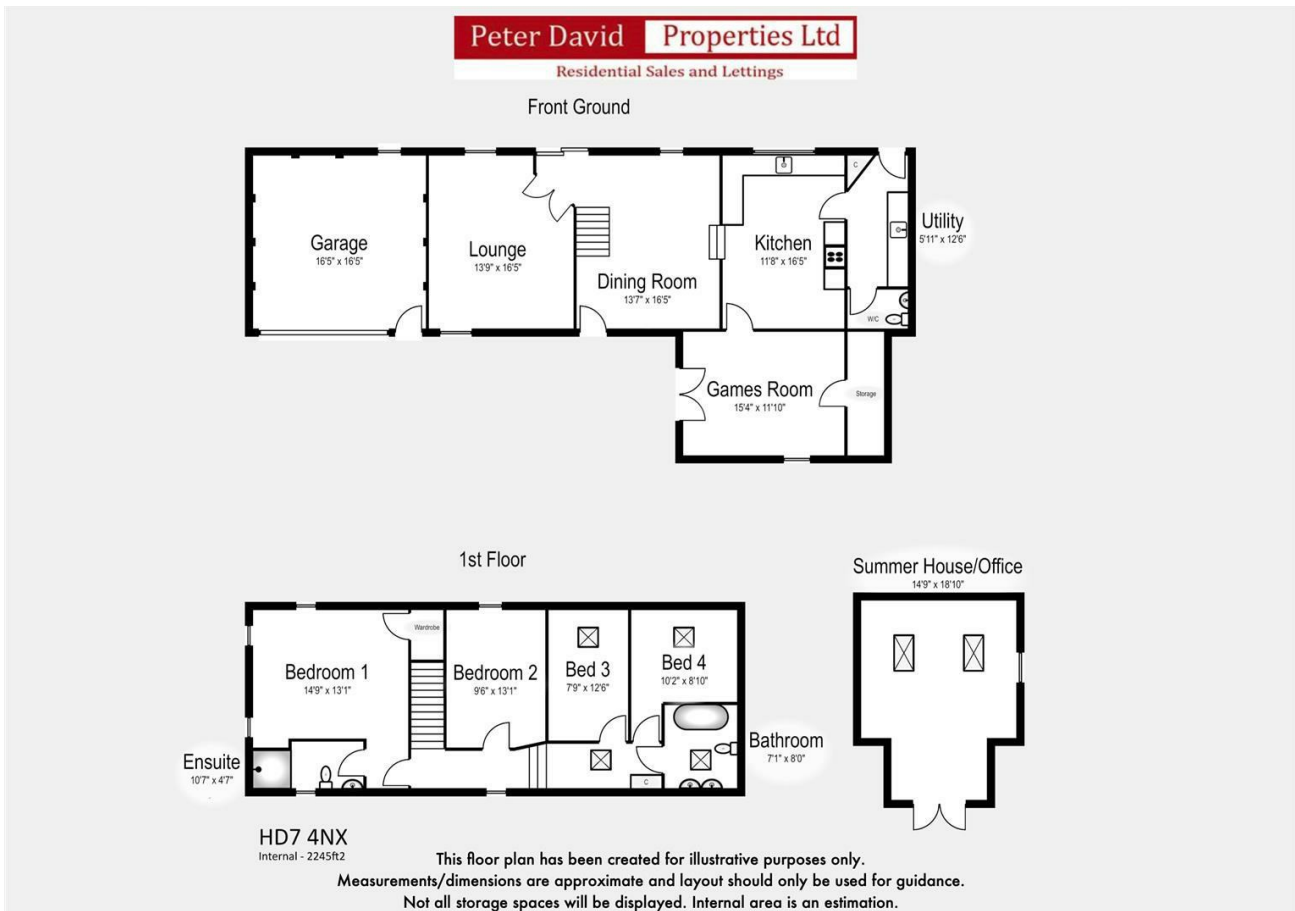 Peter David Properties Ltd
Residential Sales and Lettings
Front Ground
Garage
16'5" x 16'5"
Lounge
13'9" x 16'5"
Dining Room
13'7" x 16'5"
Kitchen
11'8" x 16'5"
C
Utility
5'11" x 12'6"
W/C
Games Room
15'4" x 11'10"
Storage
1st Floor
Bedroom 1
14'9" x 13'1"
Wardrobe
Bedroom 2
9'6" x 13'1"
Bed 3
7'9" x 12'6"
Bed 4
10'2" x 8'10"
Bathroom
7'1" x 8'0"
Ensuite
10'7" x 4'7"
C
Summer House/Office
14'9" x 18'10"
HD7 4NX
Internal - 2245ft2
This floor plan has been created for illustrative purposes only.
Measurements/dimensions are approximate and layout should only be used for guidance.
Not all storage spaces will be displayed. Internal area is an estimation.